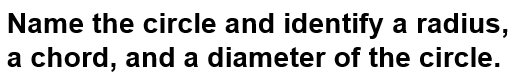 Name the circle and identify a radius,
a chord, and a diameter of the circle.